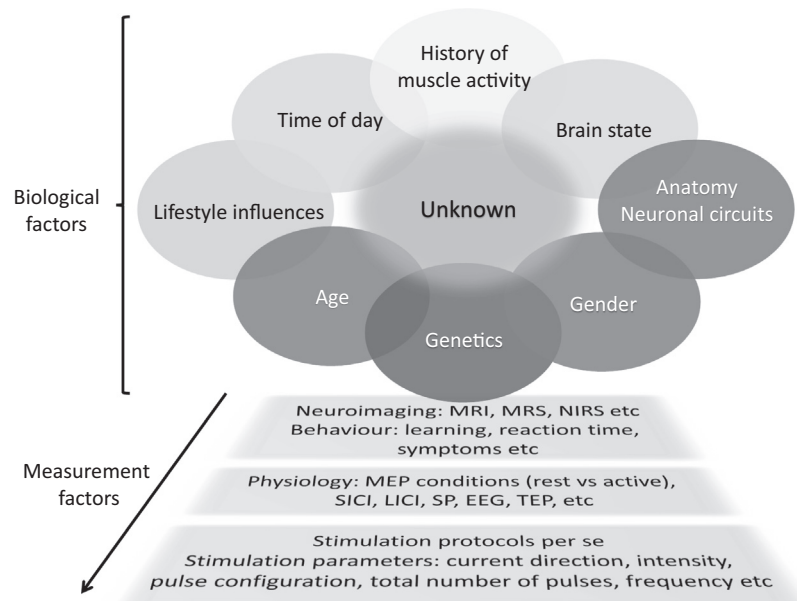 History of
muscle activity
Time of day
Brain state
Biological
factors
Lifestyle influences
Unknown
Anatomy
Neuronal circuits
Age
Genetics
Gender
Measurement
factors
Neuroimaging: MRI, MRS, NIRS etc
Behaviour: learning, reaction time,
symptoms etc
Physiology: MEP conditions (rest vs active),
SICI, LICI, SP, EEG, TEP, etc
Stimulation protocols per se
Stimulation parameters: current direction, intensity,
pulse configuration, total number of pulses, frequency etc